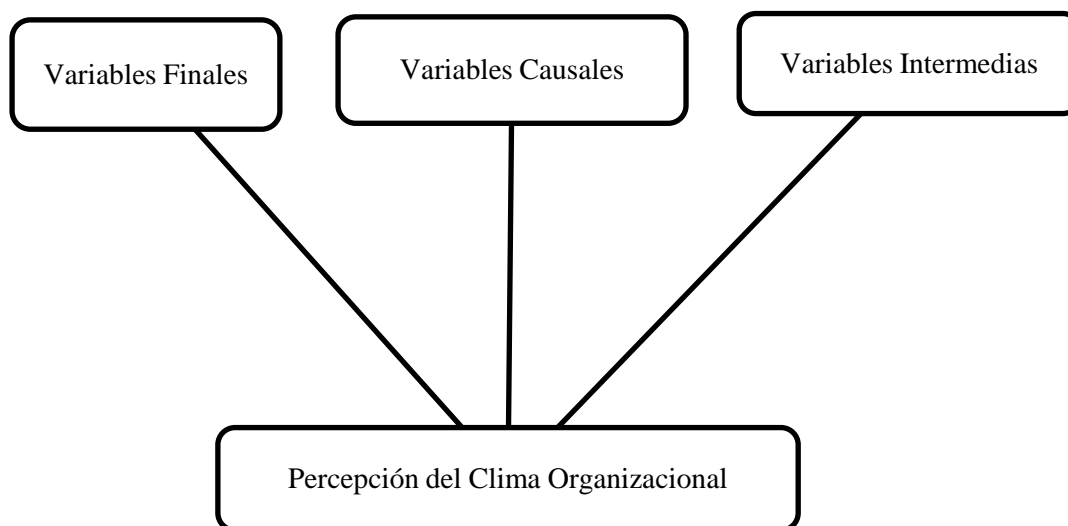 Variables Finales
Variables Causales
Variables Intermedias
Percepción del Clima Organizacional